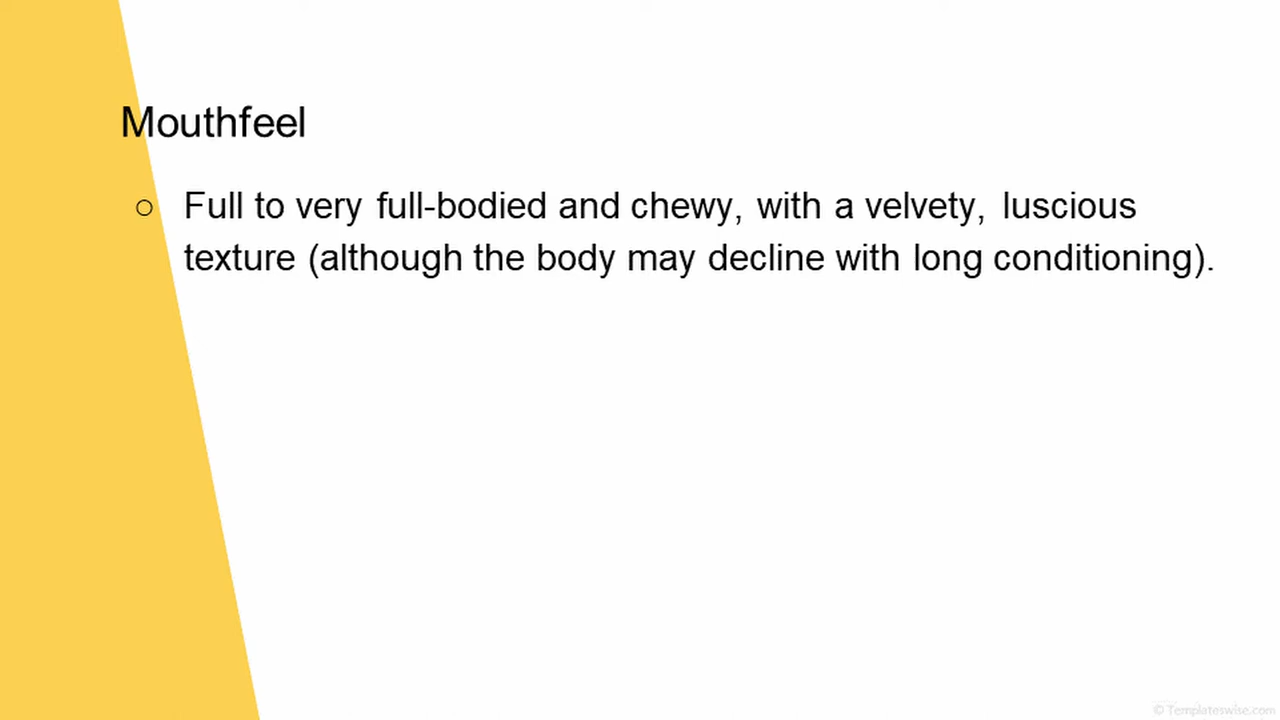 Mouthfeel
○ Full to very full-bodied and chewy, with a velvety, luscious
texture (although the body may decline with long conditioning).
© Templateswise.com